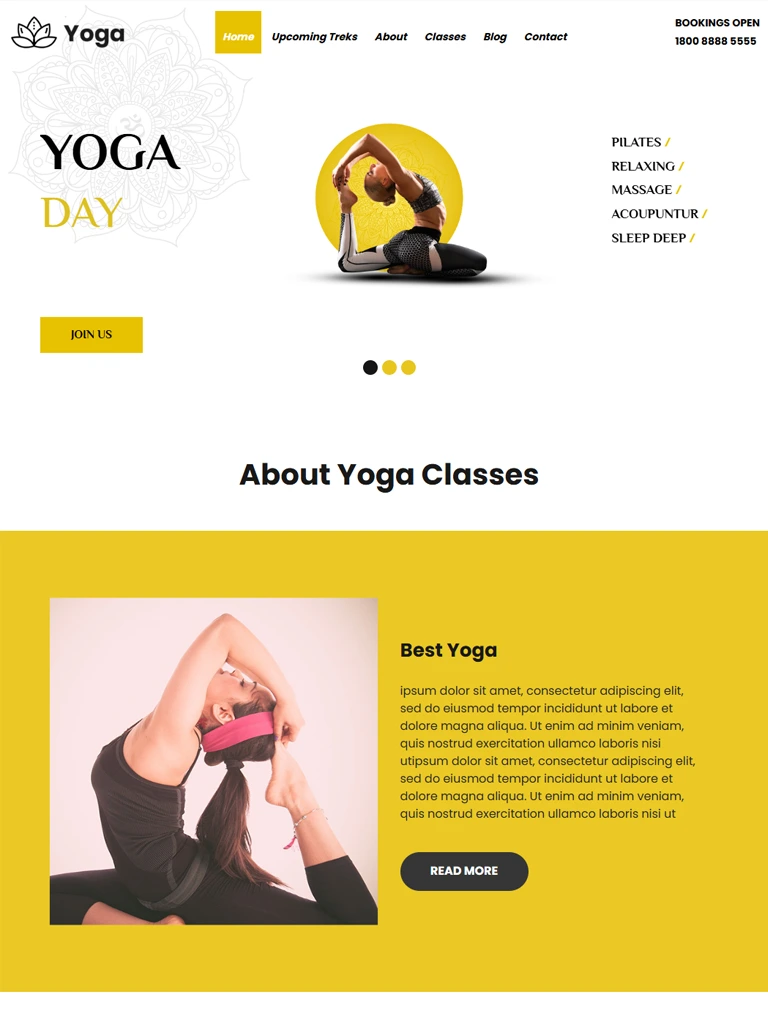 Yoga
Home Upcoming Treks About Classes Blog Contact
BOOKINGS OPEN
1800 8888 5555
YOGA
DAY
PILATES /
RELAXING /
MASSAGE /
ACOUPUNTUR /
SLEEP DEEP /
JOIN US
About Yoga Classes
Best Yoga
ipsum dolor sit amet, consectetur adipiscing elit,
sed do eiusmod tempor incididunt ut labore et
dolore magna aliqua. Ut enim ad minim veniam,
quis nostrud exercitation ullamco laboris nisi
utipsum dolor sit amet, consectetur adipiscing elit,
sed do eiusmod tempor incididunt ut labore et
dolore magna aliqua. Ut enim ad minim veniam,
quis nostrud exercitation ullamco laboris nisi ut
READ MORE